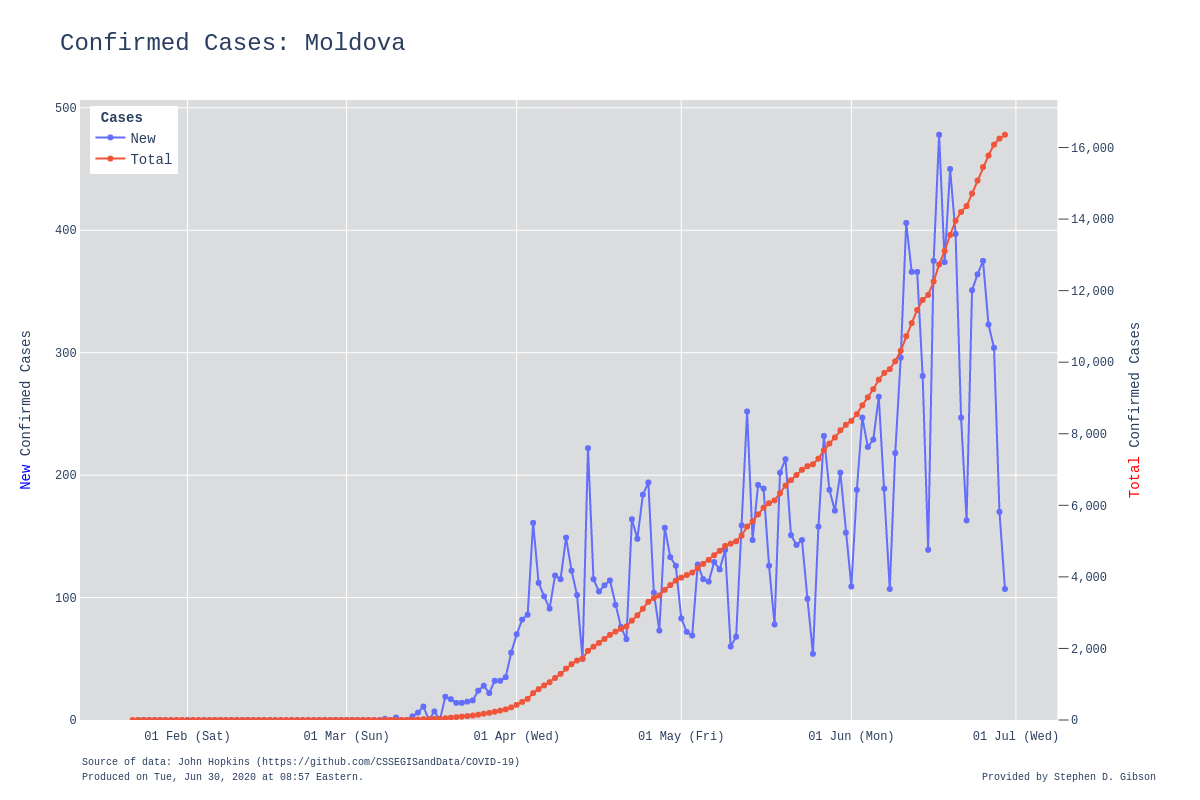 Confirmed Cases: Moldova
Cases
New
Total
500
400
300
200
100
0
New Confirmed Cases
16,000
14,000
12,000
10,000
8,000
6,000
4,000
2,000
0
Total Confirmed Cases
01 Feb (Sat) 01 Mar (Sun) 01 Apr (Wed) 01 May (Fri) 01 Jun (Mon) 01 Jul (Wed)
Source of data: John Hopkins (https://github.com/CSSEGISandData/COVID-19)
Produced on Tue, Jun 30, 2020 at 08:57 Eastern.
Provided by Stephen D. Gibson